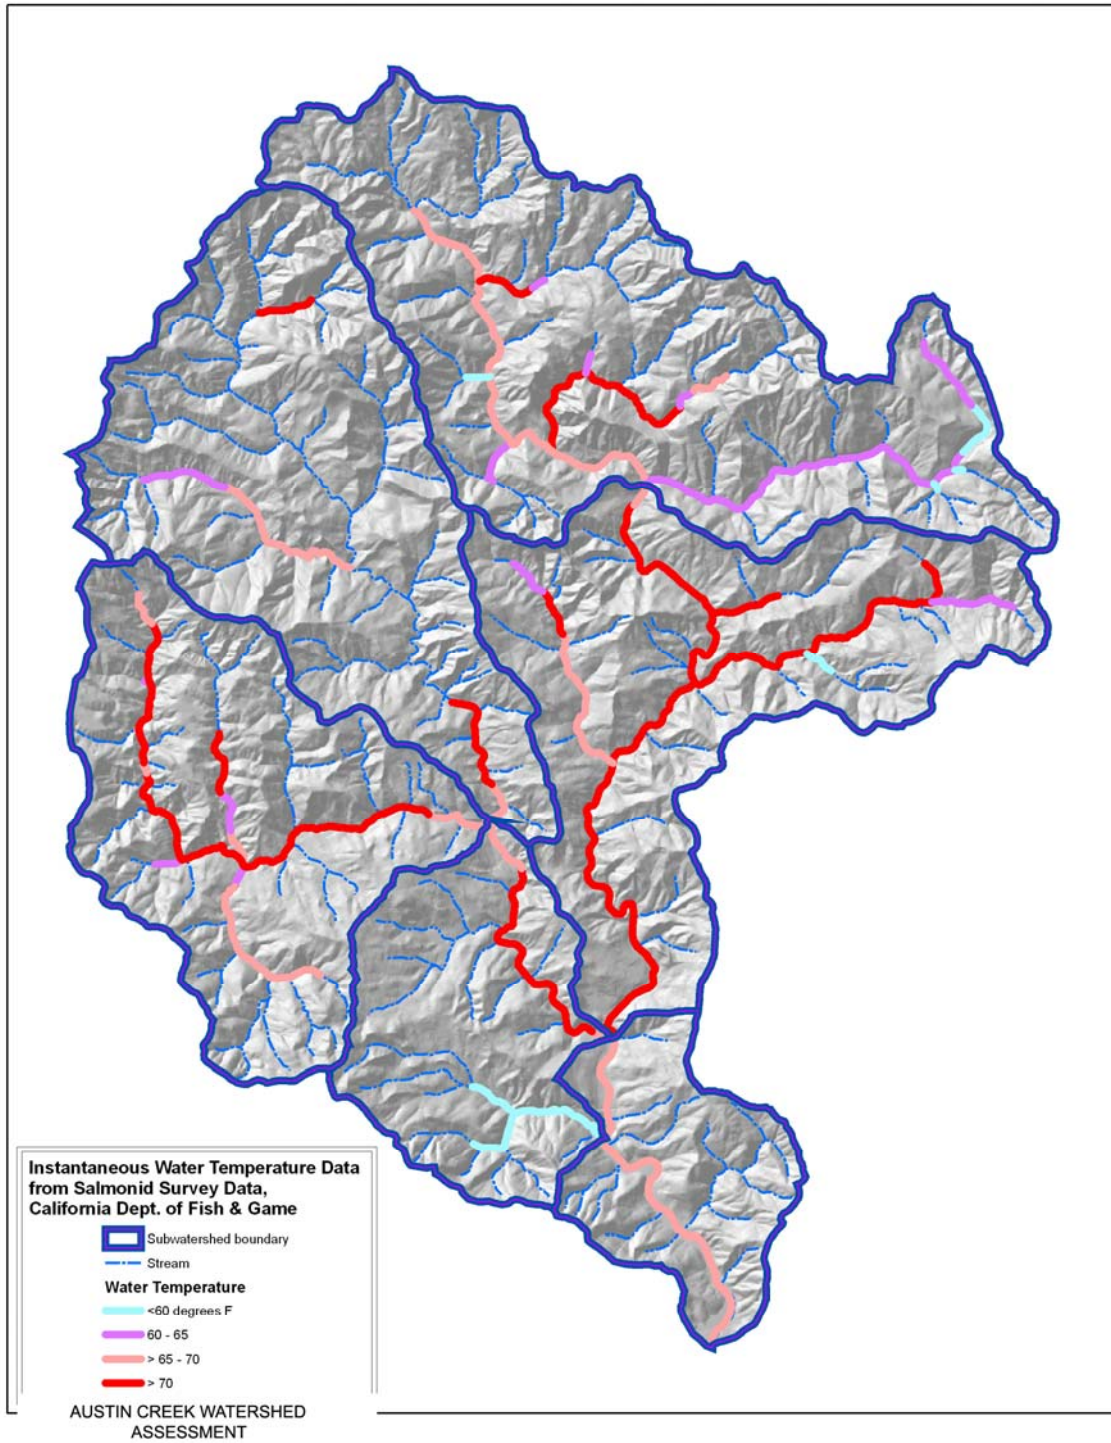 Instantaneous Water Temperature Data
from Salmonid Survey Data,
California Dept. of Fish & Game
Subwatershed boundary
Stream
Water Temperature
<60 degrees F
60 - 65
> 65 - 70
> 70
AUSTIN CREEK WATERSHED
ASSESSMENT